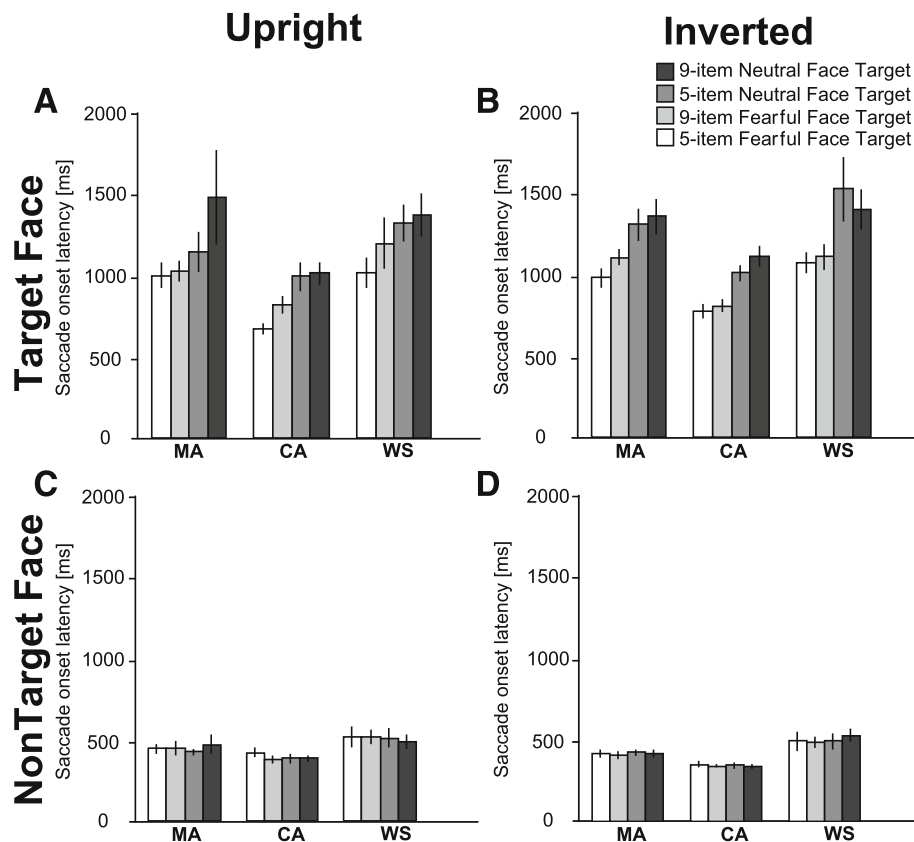 Upright
Inverted
9-item Neutral Face Target
5-item Neutral Face Target
9-item Fearful Face Target
5-item Fearful Face Target
Target Face
A
Saccade onset latency [ms]
2000
1500
1000
500
0
MA CA WS
B
Saccade onset latency [ms]
2000
1500
1000
500
0
MA CA WS
NonTarget Face
C
Saccade onset latency [ms]
2000
1500
1000
500
0
MA CA WS
D
Saccade onset latency [ms]
2000
1500
1000
500
0
MA CA WS